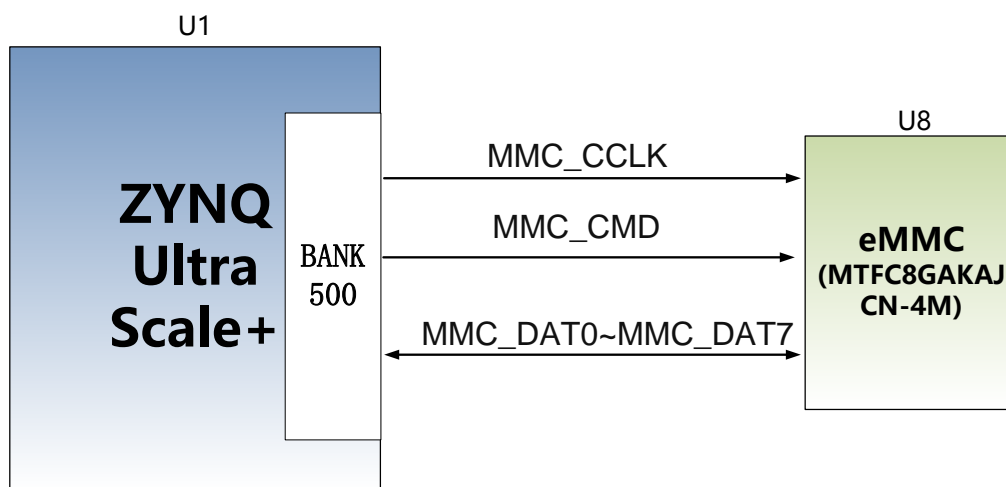 U1
U8
ZYNQ
Ultra
Scale+
BANK
500
MMC_CCLK
MMC_CMD
MMC_DAT0~MMC_DAT7
eMMC
(MTFC8GAKAJ
CN-4M)